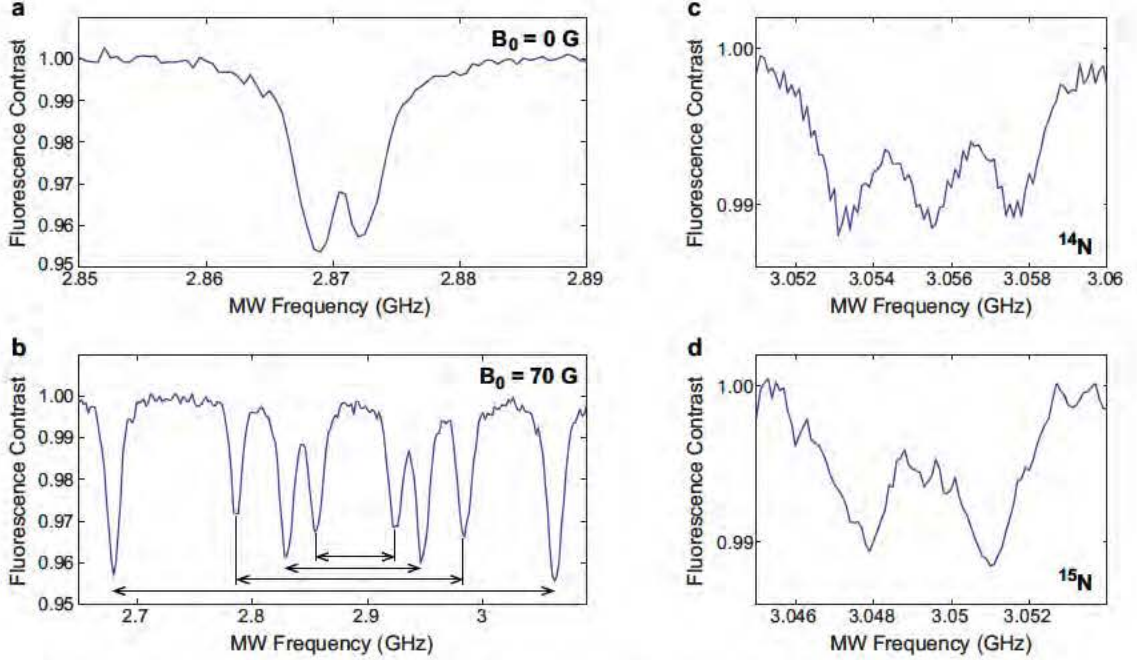 a
B0 = 0 G
1.00
0.99
0.98
0.97
0.96
0.95
Fluorescence Contrast
2.85
2.86
2.87
2.88
2.89
MW Frequency (GHz)
b
B0 = 70 G
1.00
0.99
0.98
0.97
0.96
0.95
Fluorescence Contrast
2.7
2.8
2.9
3
MW Frequency (GHz)
c
1.00
0.99
Fluorescence Contrast
14N
3.052
3.054
3.056
3.058
3.06
MW Frequency (GHz)
d
1.00
0.99
Fluorescence Contrast
15N
3.046
3.048
3.05
3.052
MW Frequency (GHz)